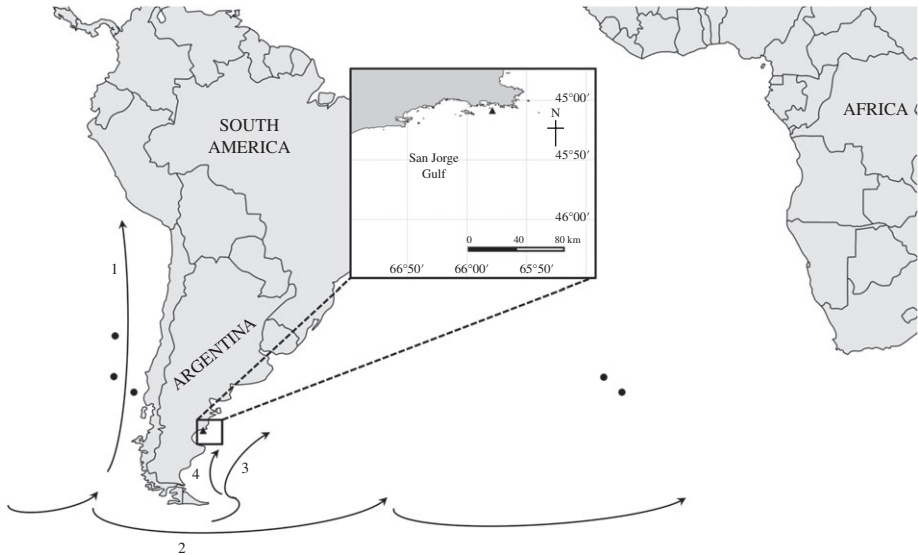 SOUTH
AMERICA
ARGENTINA
AFRICA
San Jorge
Gulf
N
45°00′
45°50′
46°00′
0 40 80 km
66°50′ 66°00′ 65°50′
1
2
3
4